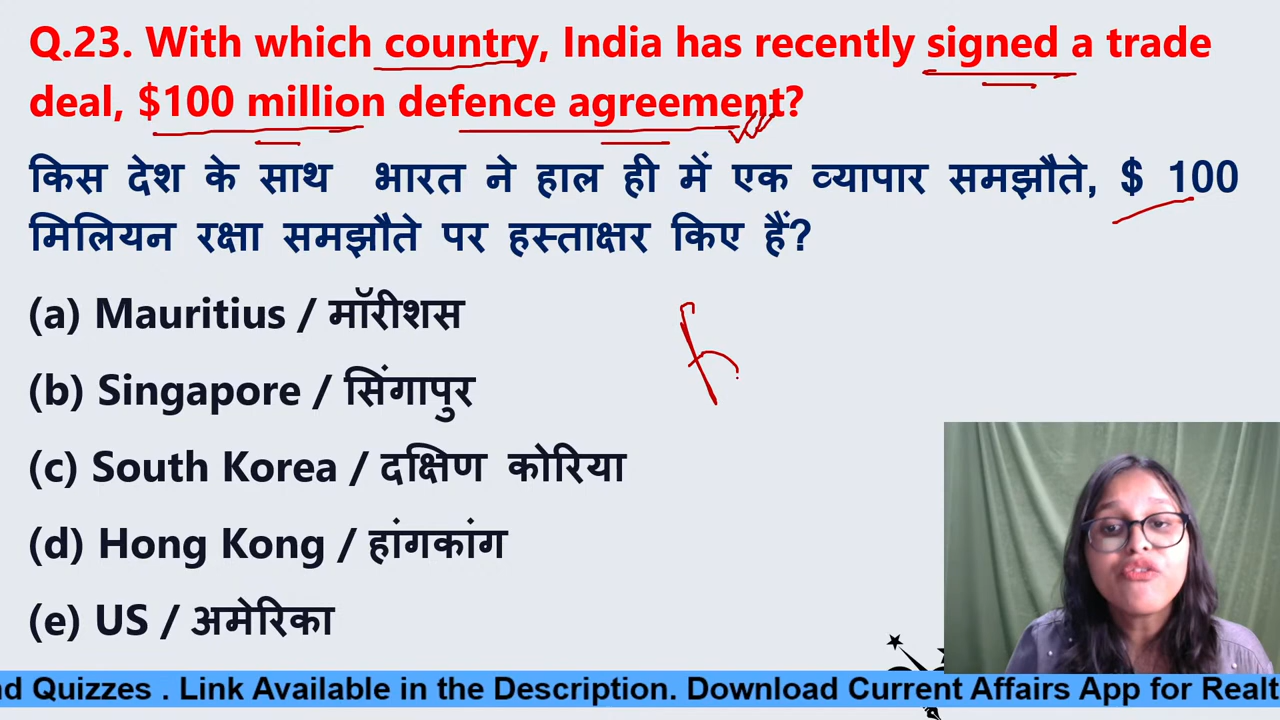 Q.23. With which country, India has recently signed a trade
deal, $100 million defence agreement?
किस देश के साथ भारत ने हाल ही में एक व्यापार समझौते, $ 100
मिलियन रक्षा समझौते पर हस्ताक्षर किए हैं?
(a) Mauritius / मॉरीशस
(b) Singapore / सिंगापुर
(c) South Korea / दक्षिण कोरिया
(d) Hong Kong / हांगकांग
(e) US / अमेरिका
nd Quizzes . Link Available in the Description. Download Current Affairs App for Realt